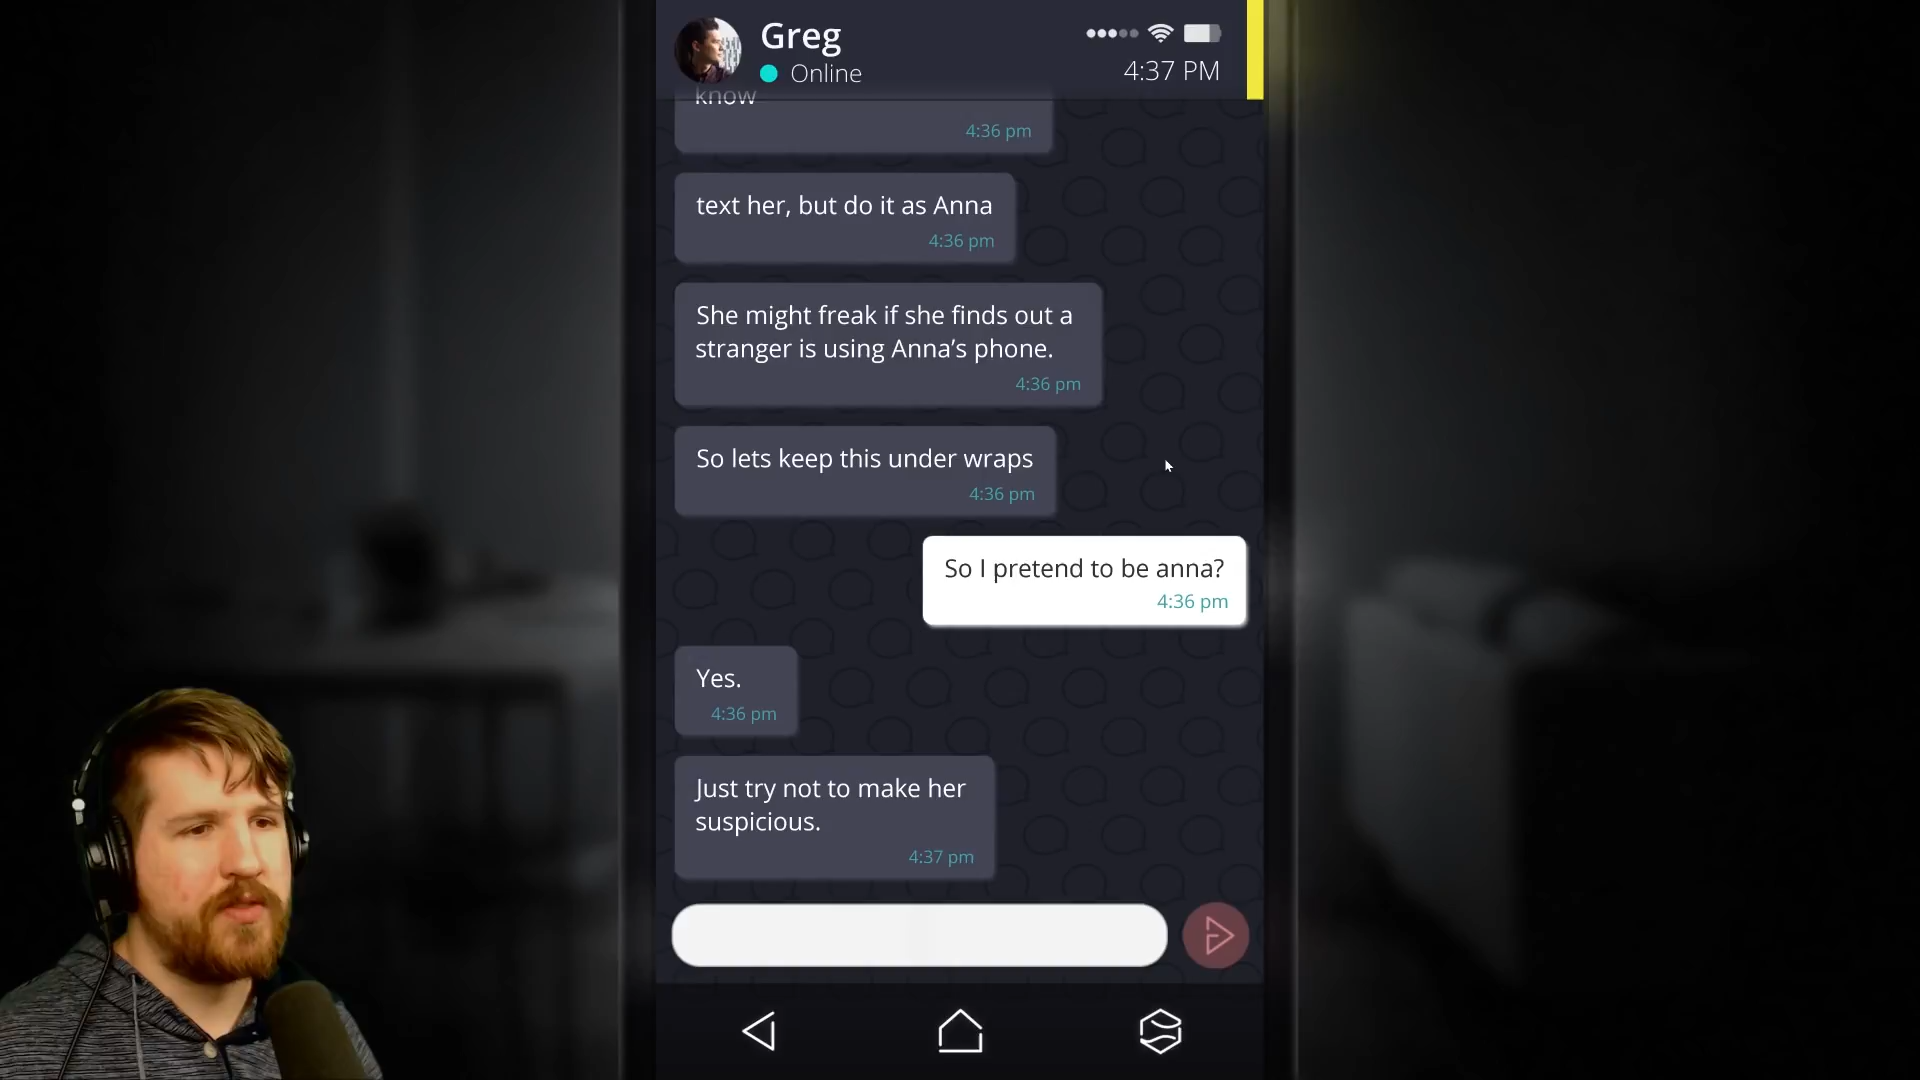 Greg
Online
4:37 PM
know
4:36 pm
text her, but do it as Anna
4:36 pm
She might freak if she finds out a
stranger is using Anna’s phone.
4:36 pm
So lets keep this under wraps
4:36 pm
So I pretend to be anna?
4:36 pm
Yes.
4:36 pm
Just try not to make her
suspicious.
4:37 pm